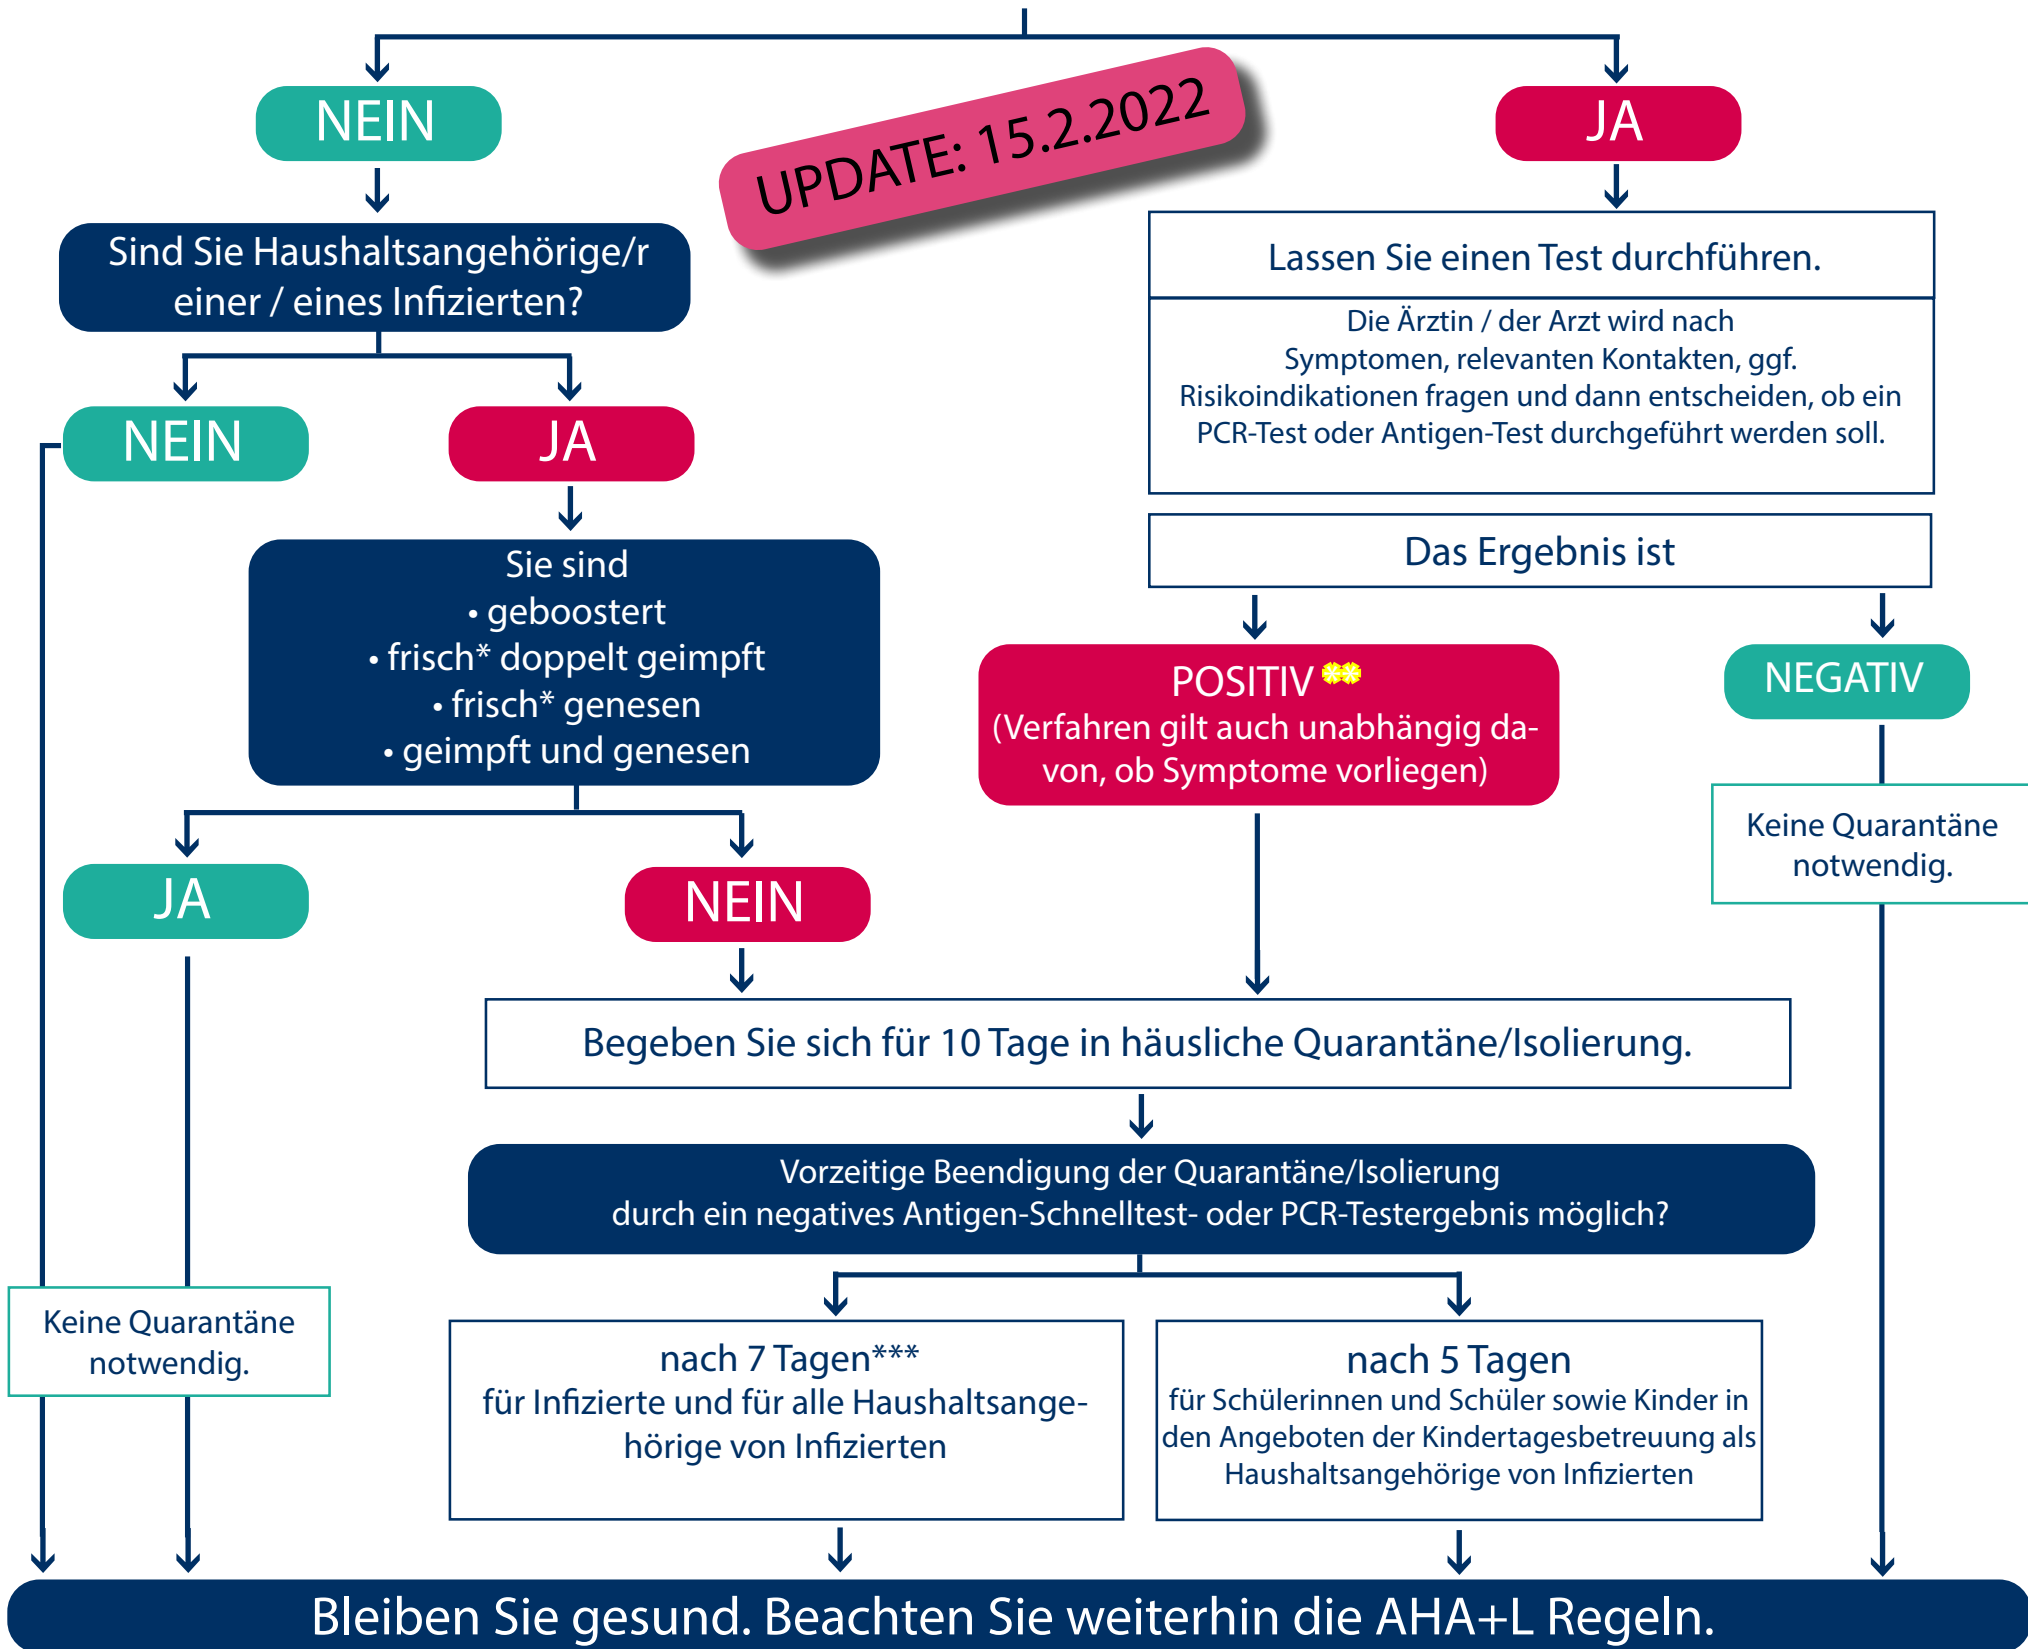 NEIN
JA
UPDATE: 15.2.2022
Sind Sie Haushaltsangehörige/r
einer / eines Infizierten?
NEIN
JA
Sie sind
• geboostert
• frisch* doppelt geimpft
• frisch* genesen
• geimpft und genesen
JA
NEIN
Lassen Sie einen Test durchführen.
Die Ärztin / der Arzt wird nach
Symptomen, relevanten Kontakten, ggf.
Risikoindikationen fragen und dann entscheiden, ob ein
PCR-Test oder Antigen-Test durchgeführt werden soll.
Das Ergebnis ist
POSITIV **
(Verfahren gilt auch unabhängig da-
von, ob Symptome vorliegen)
NEGATIV
Keine Quarantäne
notwendig.
Begeben Sie sich für 10 Tage in häusliche Quarantäne/Isolierung.
Vorzeitige Beendigung der Quarantäne/Isolierung
durch ein negatives Antigen-Schnelltest- oder PCR-Testergebnis möglich?
Keine Quarantäne
notwendig.
nach 7 Tagen***
für Infizierte und für alle Haushaltsange-
hörige von Infizierten
nach 5 Tagen
für Schülerinnen und Schüler sowie Kinder in
den Angeboten der Kindertagesbetreuung als
Haushaltsangehörige von Infizierten
Bleiben Sie gesund. Beachten Sie weiterhin die AHA+L Regeln.